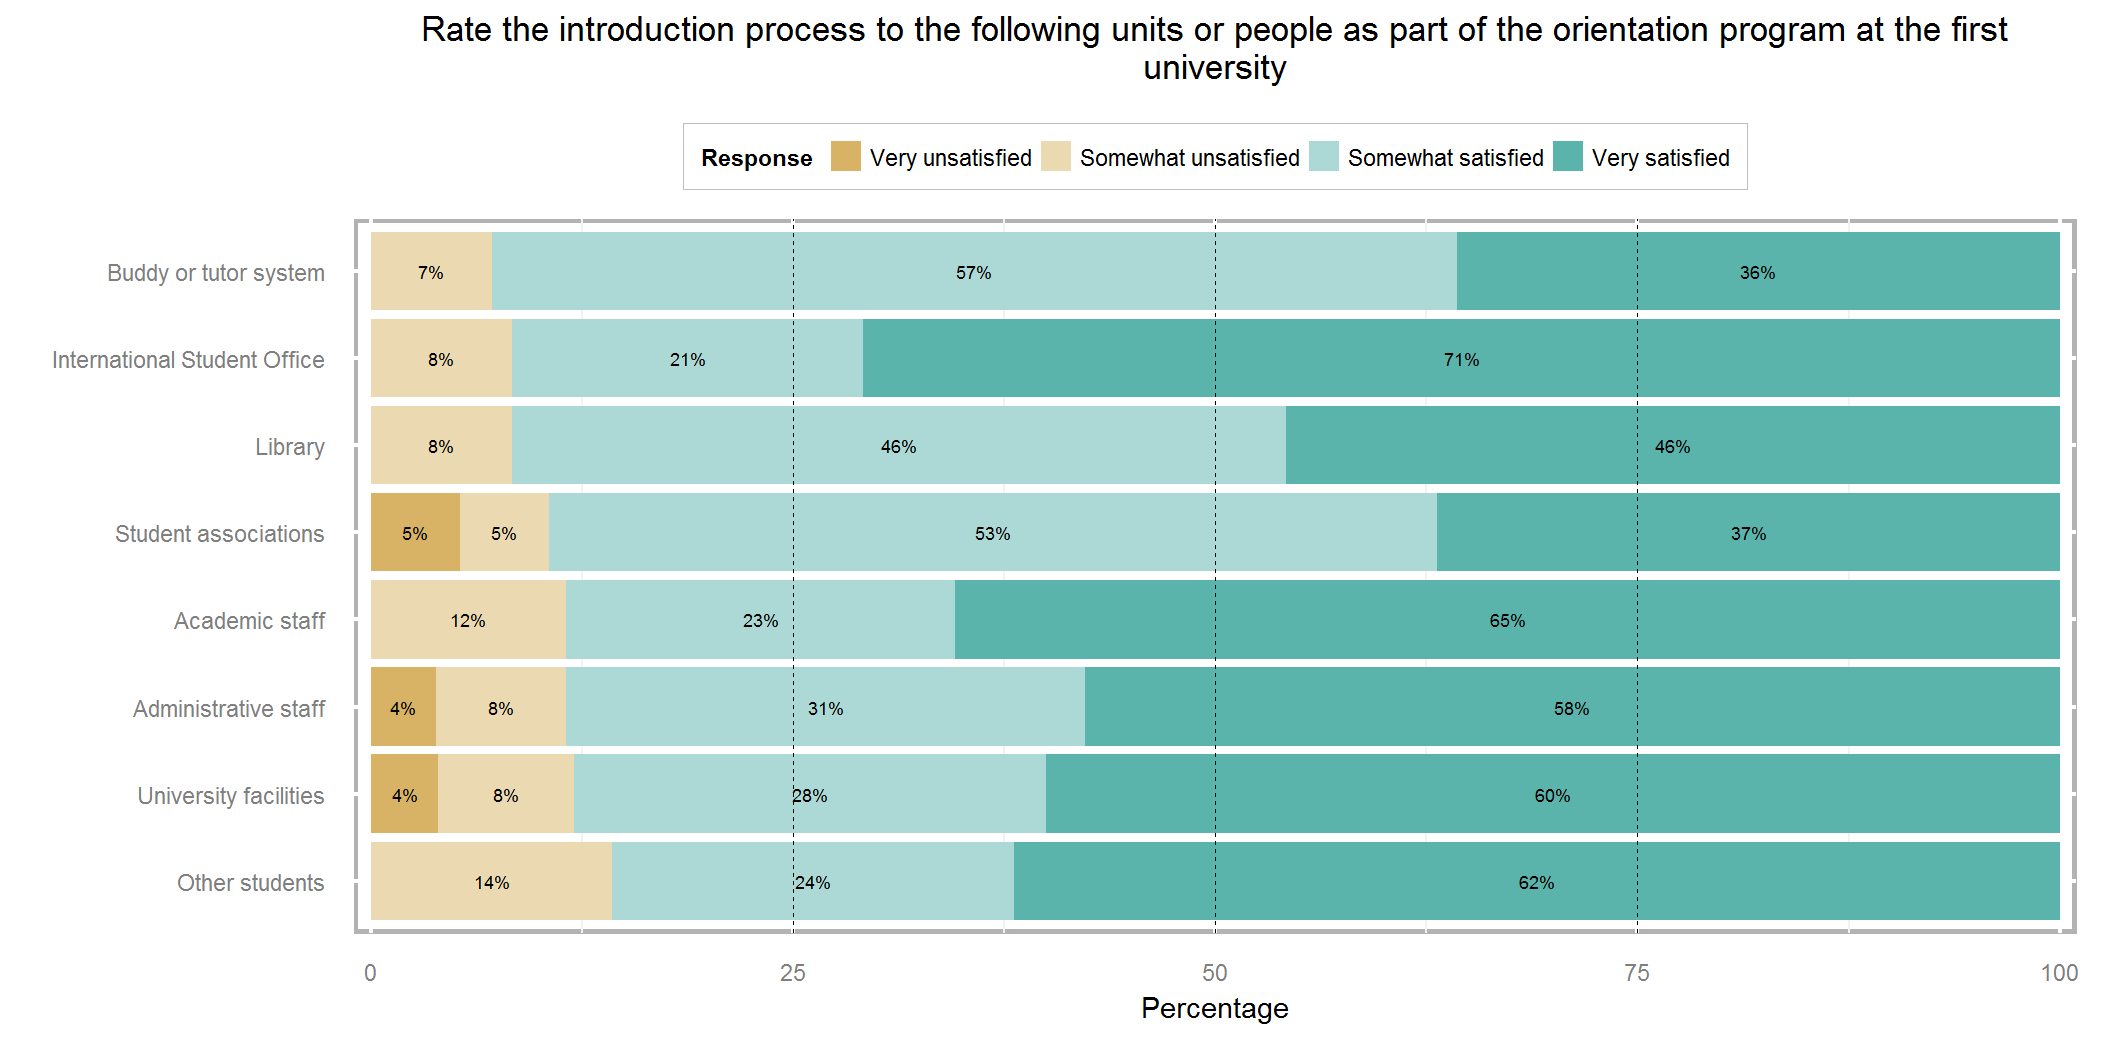 Rate the introduction process to the following units or people as part of the orientation program at the first
university
Response Very unsatisfied Somewhat unsatisfied Somewhat satisfied Very satisfied
Buddy or tutor system 7% 57% 36%
International Student Office 8% 21% 71%
Library 8% 46% 46%
Student associations 5% 5% 53% 37%
Academic staff 12% 23% 65%
Administrative staff 4% 8% 31% 58%
University facilities 4% 8% 28% 60%
Other students 14% 24% 62%
0 25 50 75 100
Percentage